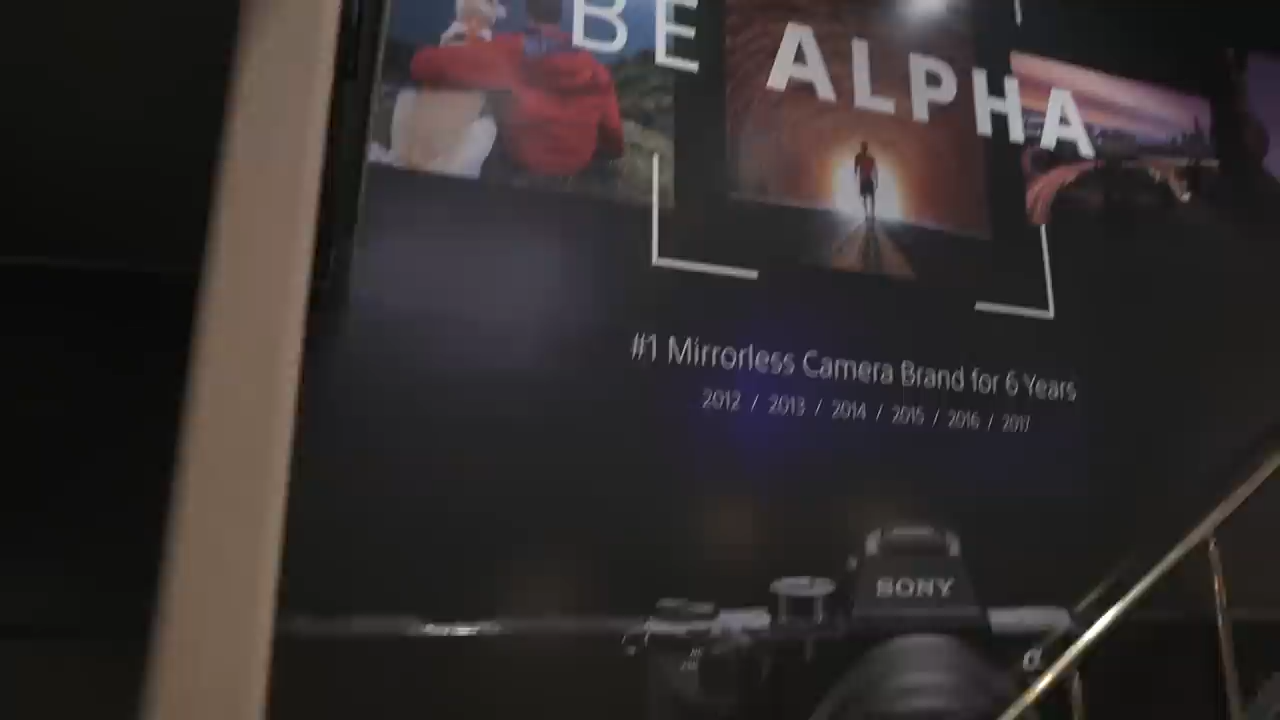 BE ALPHA
#1 Mirrorless Camera Brand for 6 Years
2012 / 2013 / 2014 / 2015 / 2016 / 2017
SONY
α